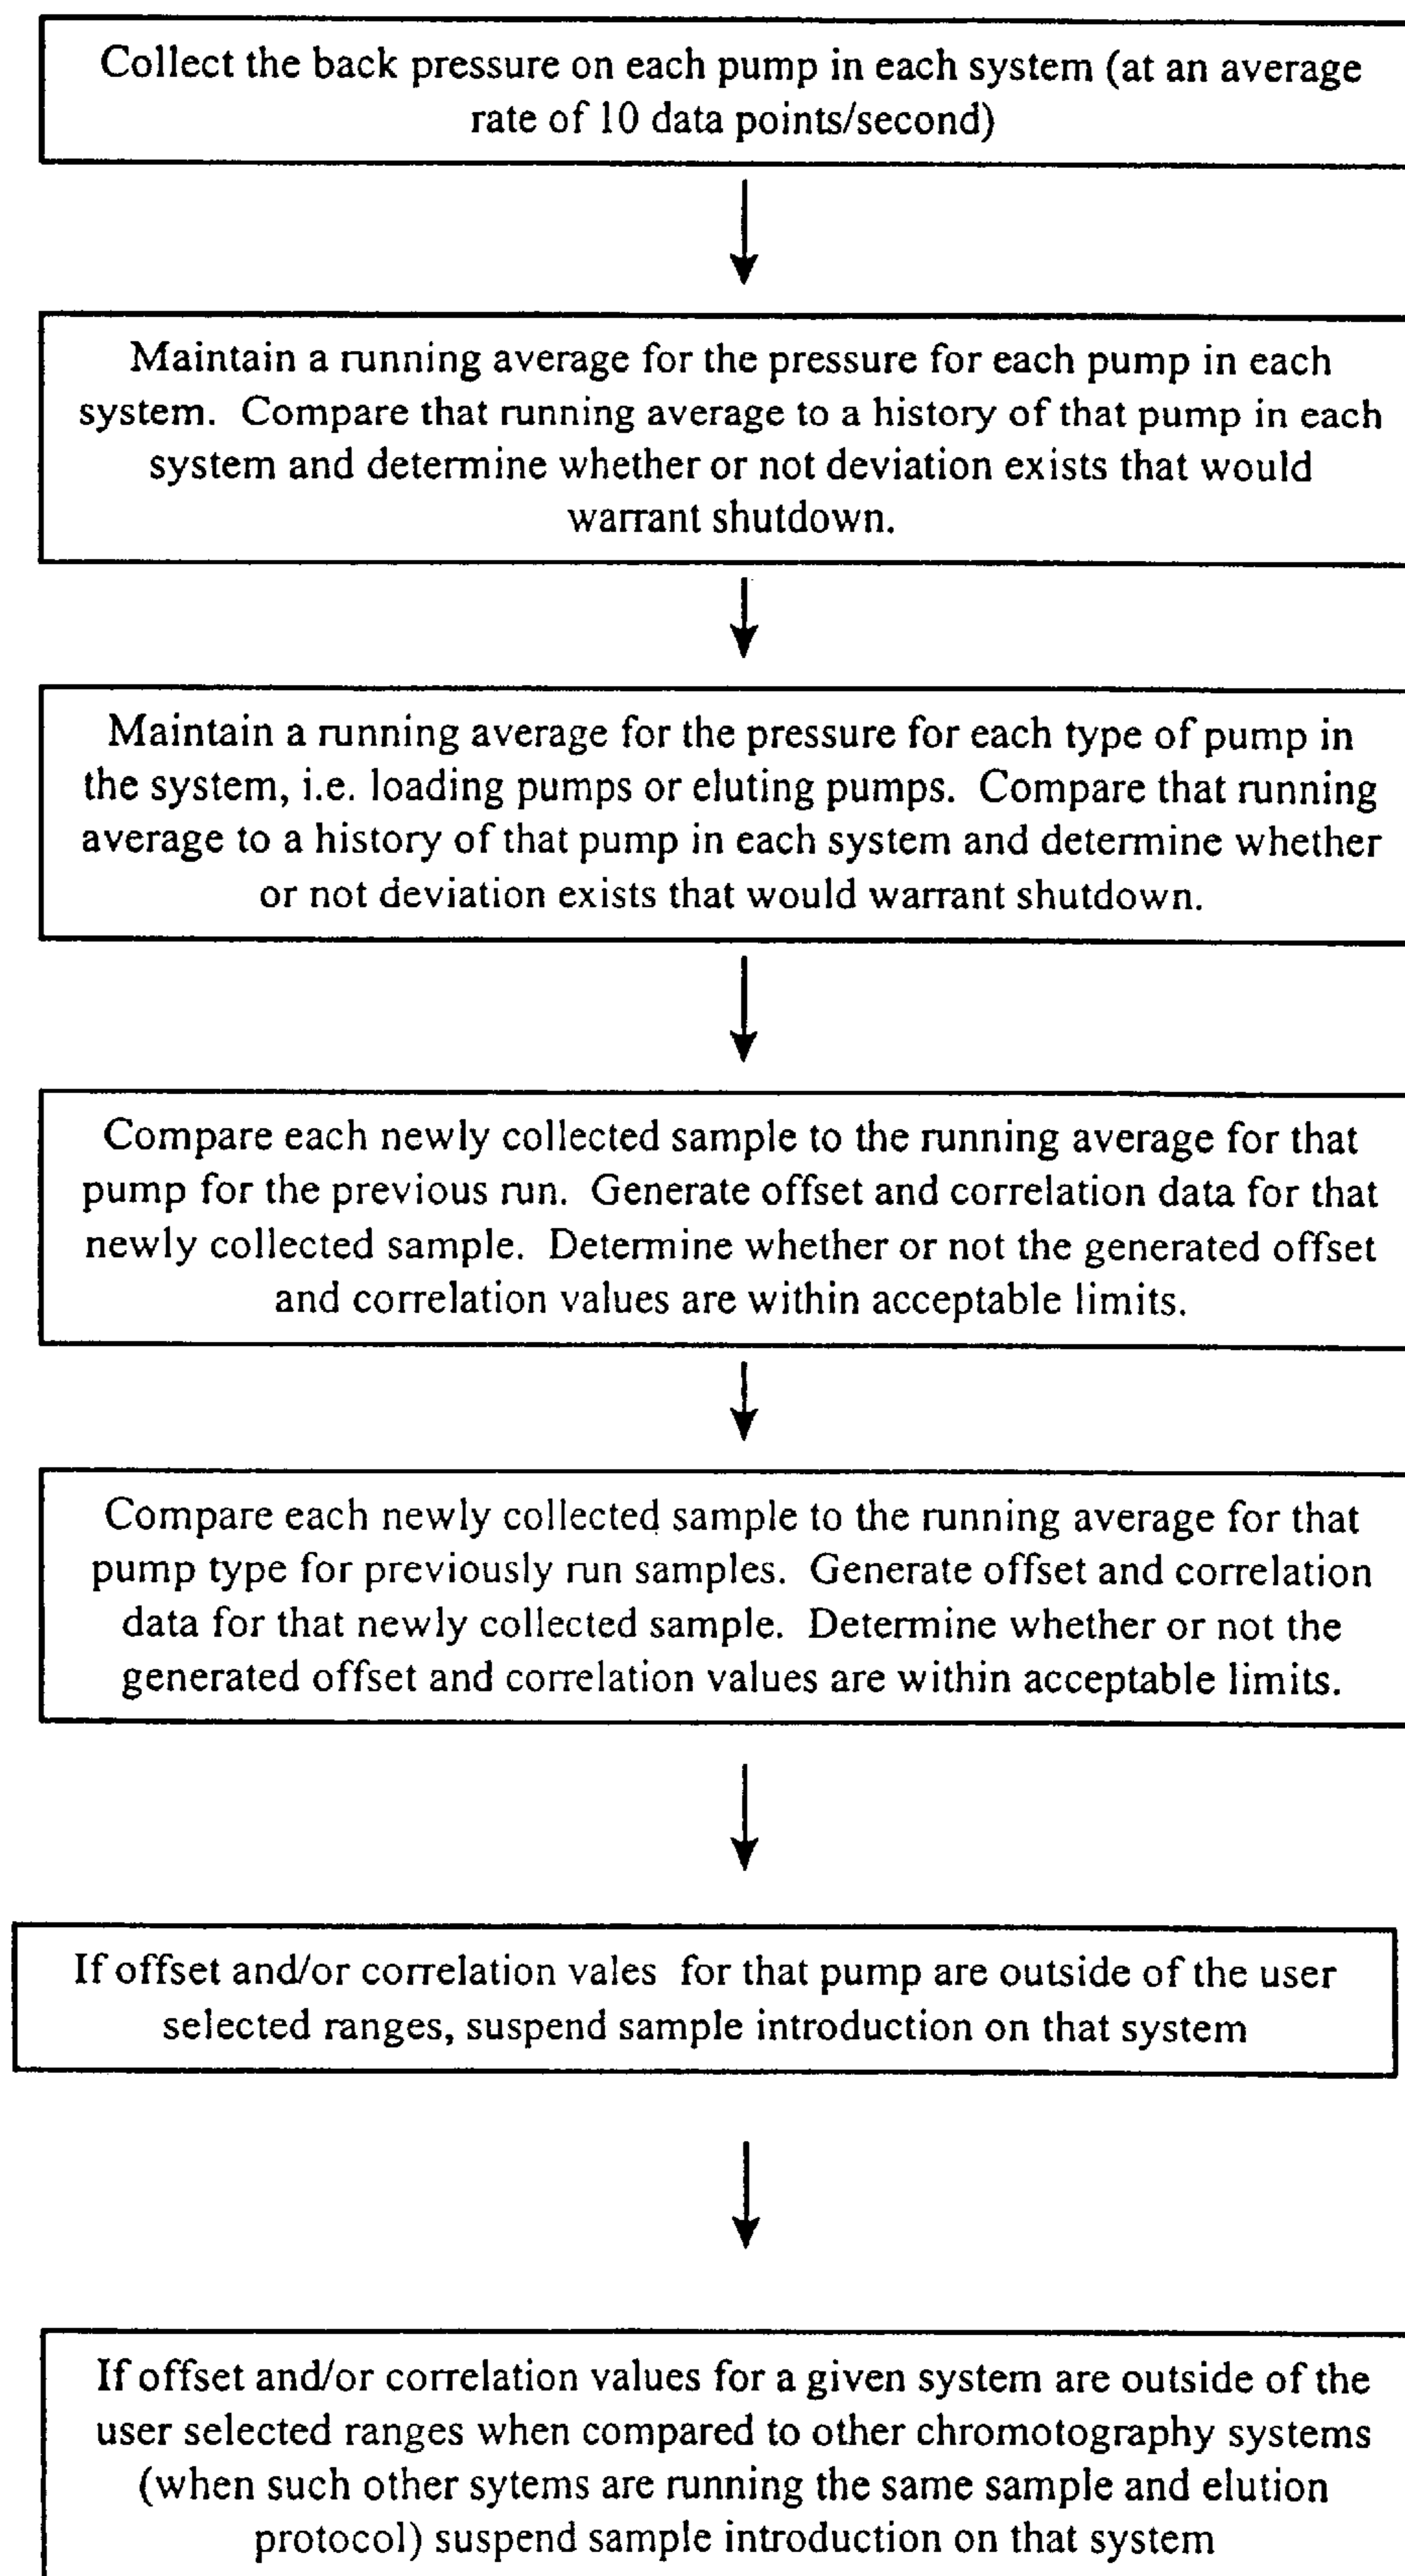 Collect the back pressure on each pump in each system (at an average
rate of 10 data points/second)
Maintain a running average for the pressure for each pump in each
system. Compare that running average to a history of that pump in each
system and determine whether or not deviation exists that would
warrant shutdown.
Maintain a running average for the pressure for each type of pump in
the system, i.e. loading pumps or eluting pumps. Compare that running
average to a history of that pump in each system and determine whether
or not deviation exists that would warrant shutdown.
Compare each newly collected sample to the running average for that
pump for the previous run. Generate offset and correlation data for that
newly collected sample. Determine whether or not the generated offset
and correlation values are within acceptable limits.
Compare each newly collected sample to the running average for that
pump type for previously run samples. Generate offset and correlation
data for that newly collected sample. Determine whether or not the
generated offset and correlation values are within acceptable limits.
If offset and/or correlation vales for that pump are outside of the user
selected ranges, suspend sample introduction on that system
If offset and/or correlation values for a given system are outside of the
user selected ranges when compared to other chromotography systems
(when such other sytems are running the same sample and elution
protocol) suspend sample introduction on that system